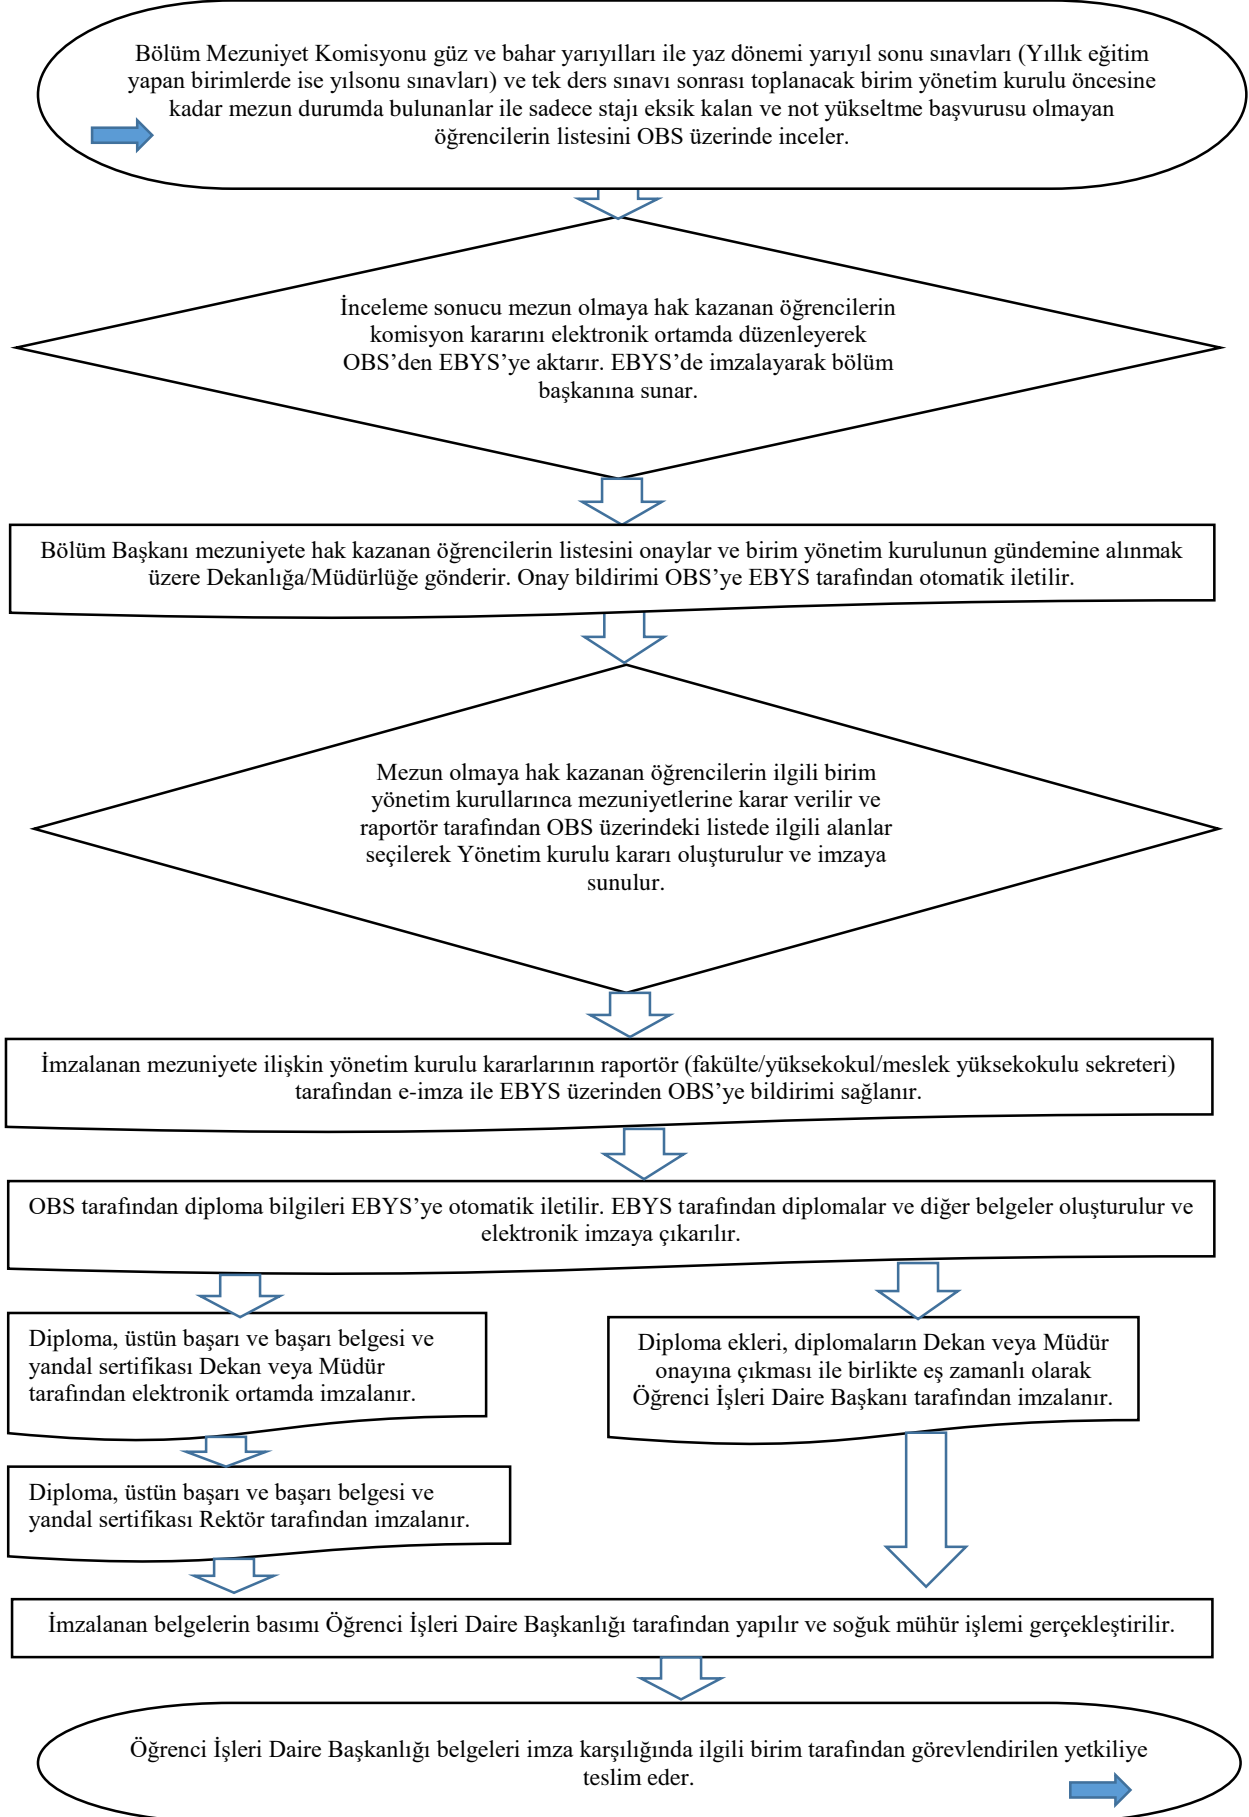 Bölüm Mezuniyet Komisyonu güz ve bahar yarıyılları ile yaz dönemi yarıyıl sonu sınavları (Yıllık eğitim
yapan birimlerde ise yılsonu sınavları) ve tek ders sınavı sonrası toplanacak birim yönetim kurulu öncesine
kadar mezun durumda bulunanlar ile sadece stajı eksik kalan ve not yükseltme başvurusu olmayan
öğrencilerin listesini OBS üzerinde inceler.
İnceleme sonucu mezun olmaya hak kazanan öğrencilerin
komisyon kararını elektronik ortamda düzenleyerek
OBS’den EBYS’ye aktarır. EBYS’de imzalayarak bölüm
başkanına sunar.
Bölüm Başkanı mezuniyete hak kazanan öğrencilerin listesini onaylar ve birim yönetim kurulunun gündemine alınmak
üzere Dekanlığa/Müdürlüğe gönderir. Onay bildirimi OBS’ye EBYS tarafından otomatik iletilir.
Mezun olmaya hak kazanan öğrencilerin ilgili birim
yönetim kurullarınca mezuniyetlerine karar verilir ve
raportör tarafından OBS üzerindeki listede ilgili alanlar
seçilerek Yönetim kurulu kararı oluşturulur ve imzaya
sunulur.
İmzalanan mezuniyete ilişkin yönetim kurulu kararlarının raportör (fakülte/yüksekokul/meslek yüksekokulu sekreteri)
tarafından e-imza ile EBYS üzerinden OBS’ye bildirimi sağlanır.
OBS tarafından diploma bilgileri EBYS’ye otomatik iletilir. EBYS tarafından diplomalar ve diğer belgeler oluşturulur ve
elektronik imzaya çıkarılır.
Diploma, üstün başarı ve başarı belgesi ve
yandal sertifikası Dekan veya Müdür
tarafından elektronik ortamda imzalanır.
Diploma ekleri, diplomaların Dekan veya Müdür
onayına çıkması ile birlikte eş zamanlı olarak
Öğrenci İşleri Daire Başkanı tarafından imzalanır.
Diploma, üstün başarı ve başarı belgesi ve
yandal sertifikası Rektör tarafından imzalanır.
İmzalanan belgelerin basımı Öğrenci İşleri Daire Başkanlığı tarafından yapılır ve soğuk mühür işlemi gerçekleştirilir.
Öğrenci İşleri Daire Başkanlığı belgeleri imza karşılığında ilgili birim tarafından görevlendirilen yetkiliye
teslim eder.